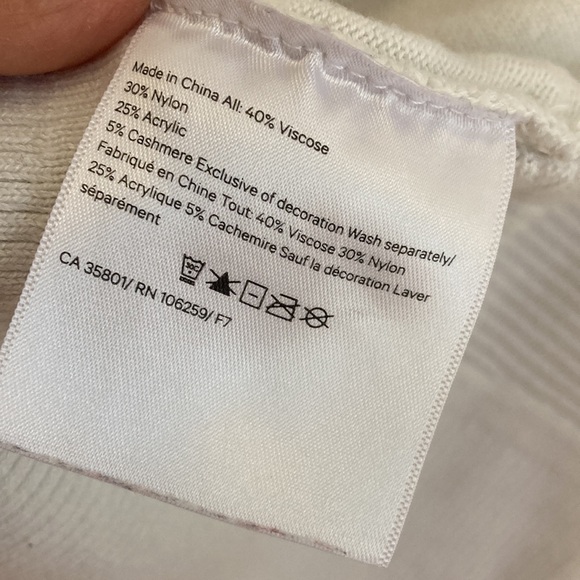 Made in China All: 40% Viscose
30% Nylon
25% Acrylic
5% Cashmere Exclusive of decoration Wash separately/
Fabriqué en Chine Tout: 40% Viscose 30% Nylon
25% Acrylique 5% Cachemire Sauf la décoration Laver
séparément
30C
CA 35801/ RN 106259/ F7